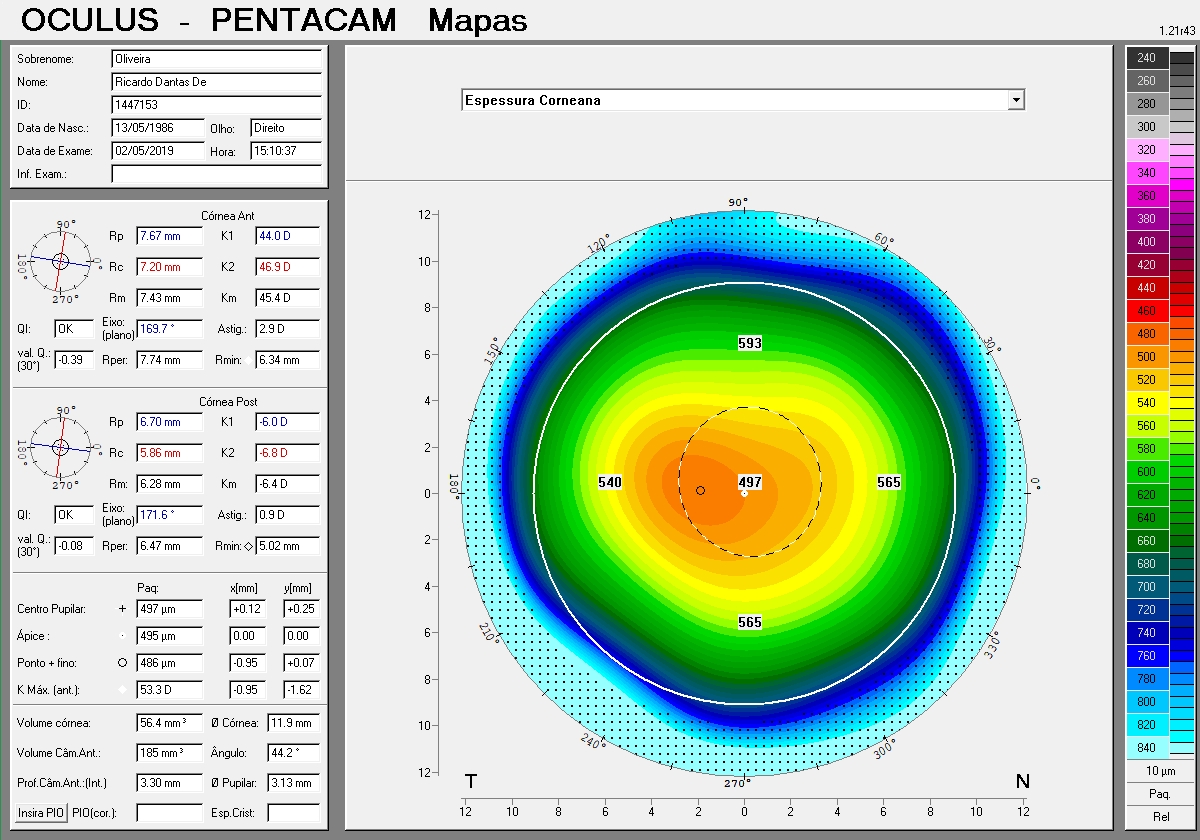 OCULUS - PENTACAM Mapas
1.21r43
Sobrenome: Oliveira
Nome: Ricardo Dantas De
ID: 1447153
Data de Nasc.: 13/05/1986 Olho: Direito
Data de Exame: 02/05/2019 Hora: 15:10:37
Inf. Exam.:
Córnea Ant
90° 0° 270° 180°
Rp 7.67 mm K1 44.0 D
Rc 7.20 mm K2 46.9 D
Rm 7.43 mm Km 45.4 D
QI: OK Eixo: (plano) 169.7 ° Astig.: 2.9 D
val. Q.: (30°) -0.39 Rper: 7.74 mm Rmin: 6.34 mm
Córnea Post
90° 0° 270° 180°
Rp 6.70 mm K1 -6.0 D
Rc 5.86 mm K2 -6.8 D
Rm: 6.28 mm Km -6.4 D
QI: OK Eixo: (plano) 171.6 ° Astig.: 0.9 D
val. Q.: (30°) -0.08 Rper: 6.47 mm Rmin: 5.02 mm
Paq: x[mm] y[mm]
Centro Pupilar: + 497 µm +0.12 +0.25
Ápice : 495 µm 0.00 0.00
Ponto + fino: 486 µm -0.95 +0.07
K Máx. (ant.): 53.3 D -0.95 -1.62
Volume córnea: 56.4 mm³ Ø Córnea: 11.9 mm
Volume Câm.Ant.: 185 mm³ Ângulo: 44.2 °
Prof.Câm.Ant.:(Int.) 3.30 mm Ø Pupilar: 3.13 mm
Insira PIO PIO(cor.): Esp.Crist:
Espessura Corneana
90°
120° 60°
150° 30°
180° 0°
210° 330°
240° 300°
270°
593
540 497 565
565
12
10
8
6
4
2
0
2
4
6
8
10
12
T N
12 10 8 6 4 2 0 2 4 6 8 10 12
240
260
280
300
320
340
360
380
400
420
440
460
480
500
520
540
560
580
600
620
640
660
680
700
720
740
760
780
800
820
840
10 µm
Paq.
Rel